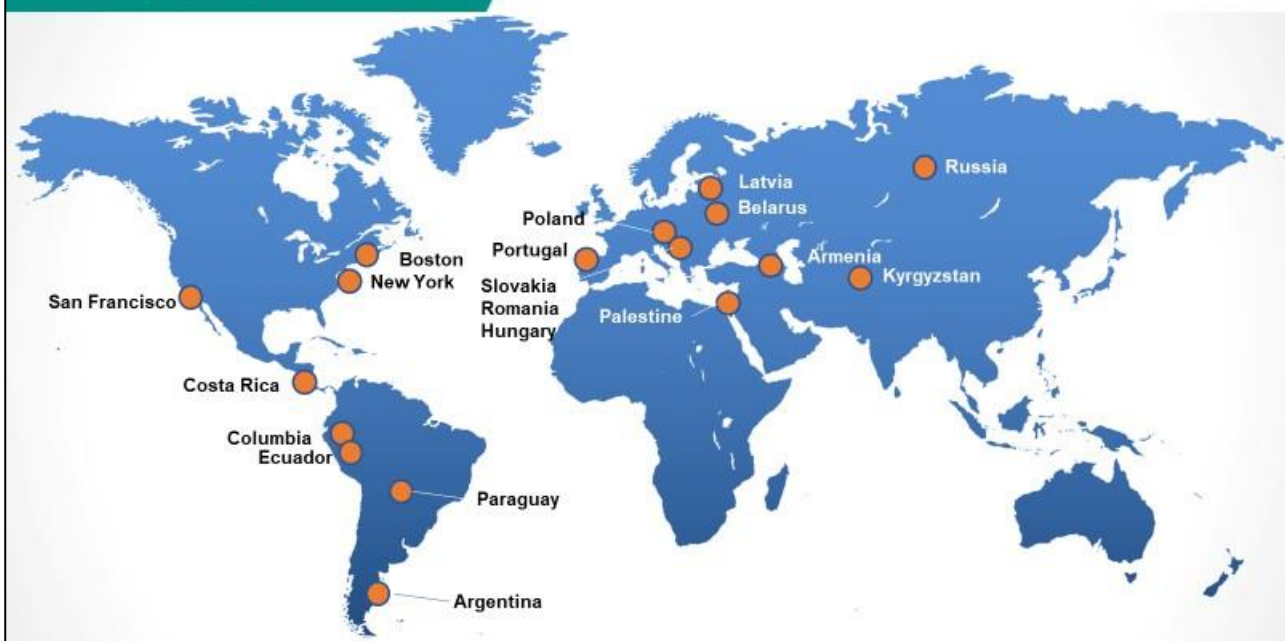 Russia
Latvia
Belarus
Poland
Portugal
Armenia
Kyrgyzstan
Boston
New York
San Francisco
Slovakia
Romania
Hungary
Palestine
Costa Rica
Columbia
Ecuador
Paraguay
Argentina